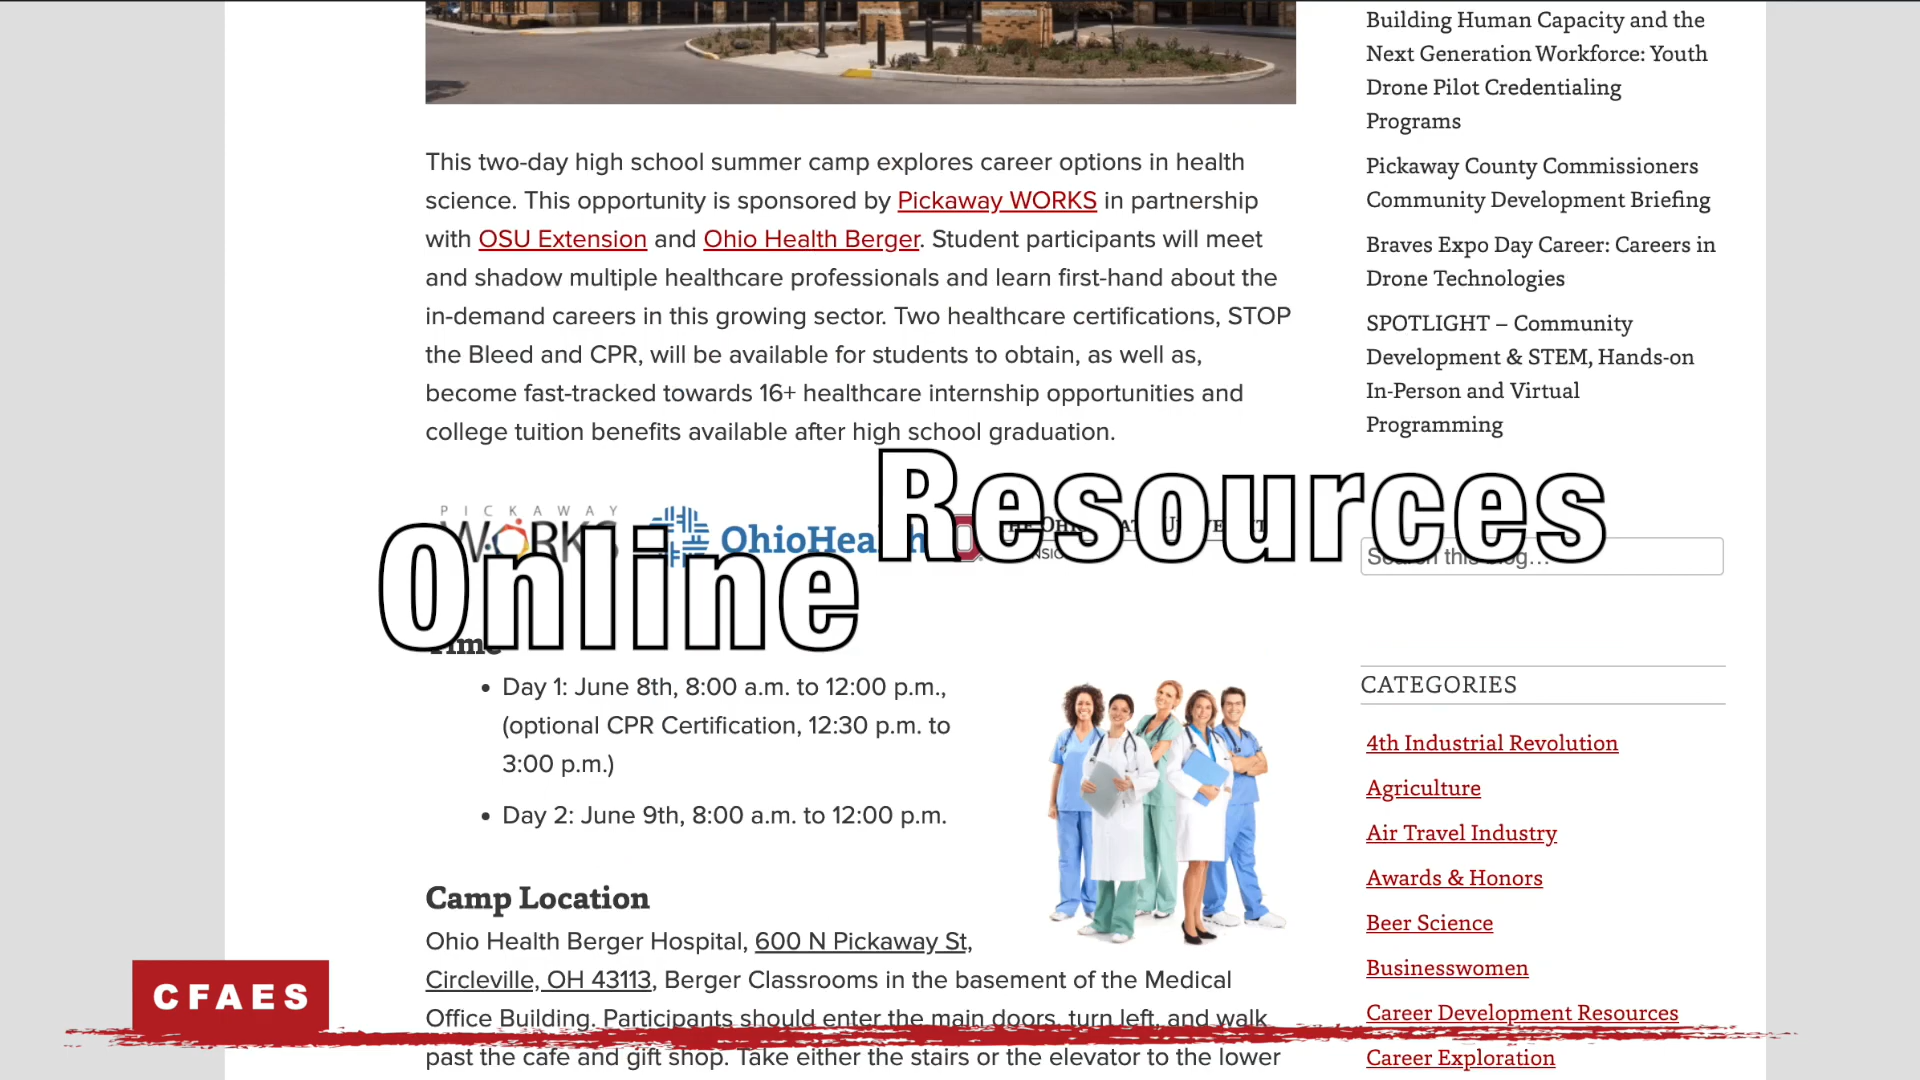 This two-day high school summer camp explores career options in health
science. This opportunity is sponsored by Pickaway WORKS in partnership
with OSU Extension and Ohio Health Berger. Student participants will meet
and shadow multiple healthcare professionals and learn first-hand about the
in-demand careers in this growing sector. Two healthcare certifications, STOP
the Bleed and CPR, will be available for students to obtain, as well as,
become fast-tracked towards 16+ healthcare internship opportunities and
college tuition benefits available after high school graduation.
PICKAWAY
WORKS
OhioHealth
Online Resources
Time
• Day 1: June 8th, 8:00 a.m. to 12:00 p.m.,
(optional CPR Certification, 12:30 p.m. to
3:00 p.m.)
• Day 2: June 9th, 8:00 a.m. to 12:00 p.m.
Camp Location
Ohio Health Berger Hospital, 600 N Pickaway St,
Circleville, OH 43113, Berger Classrooms in the basement of the Medical
Office Building. Participants should enter the main doors, turn left, and walk
past the cafe and gift shop. Take either the stairs or the elevator to the lower
Building Human Capacity and the
Next Generation Workforce: Youth
Drone Pilot Credentialing
Programs
Pickaway County Commissioners
Community Development Briefing
Braves Expo Day Career: Careers in
Drone Technologies
SPOTLIGHT – Community
Development & STEM, Hands-on
In-Person and Virtual
Programming
Search this blog...
CATEGORIES
4th Industrial Revolution
Agriculture
Air Travel Industry
Awards & Honors
Beer Science
Businesswomen
Career Development Resources
Career Exploration
CFAES